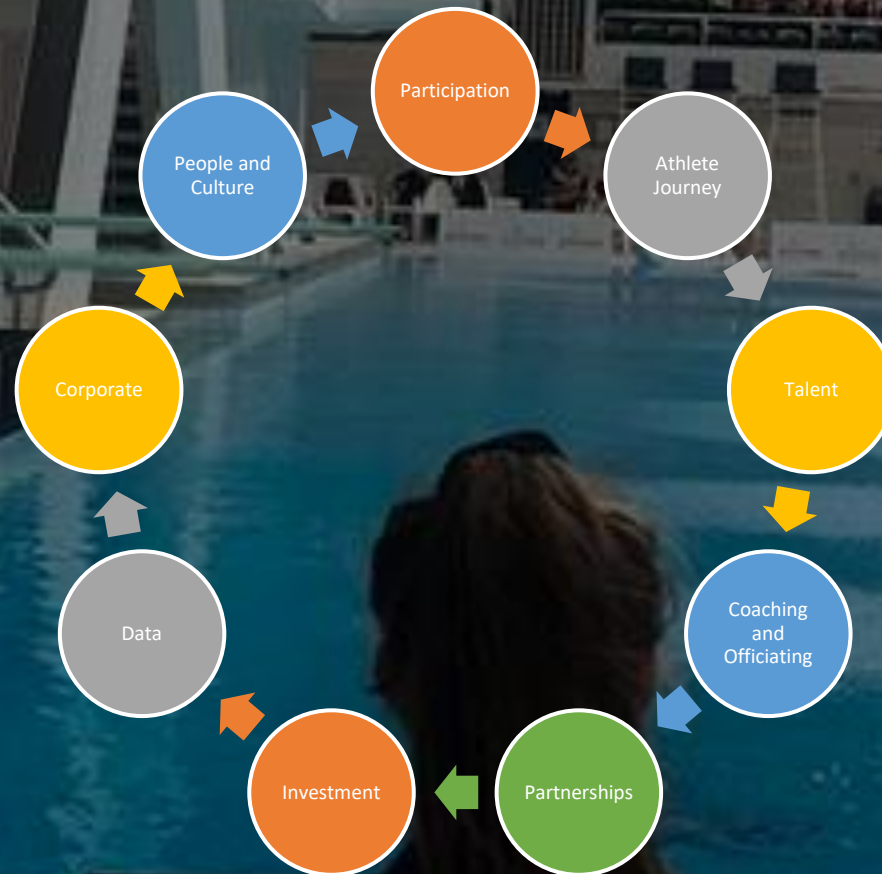 Participation
Athlete
Journey
Talent
Coaching
and
Officiating
Partnerships
Investment
Data
Corporate
People and
Culture